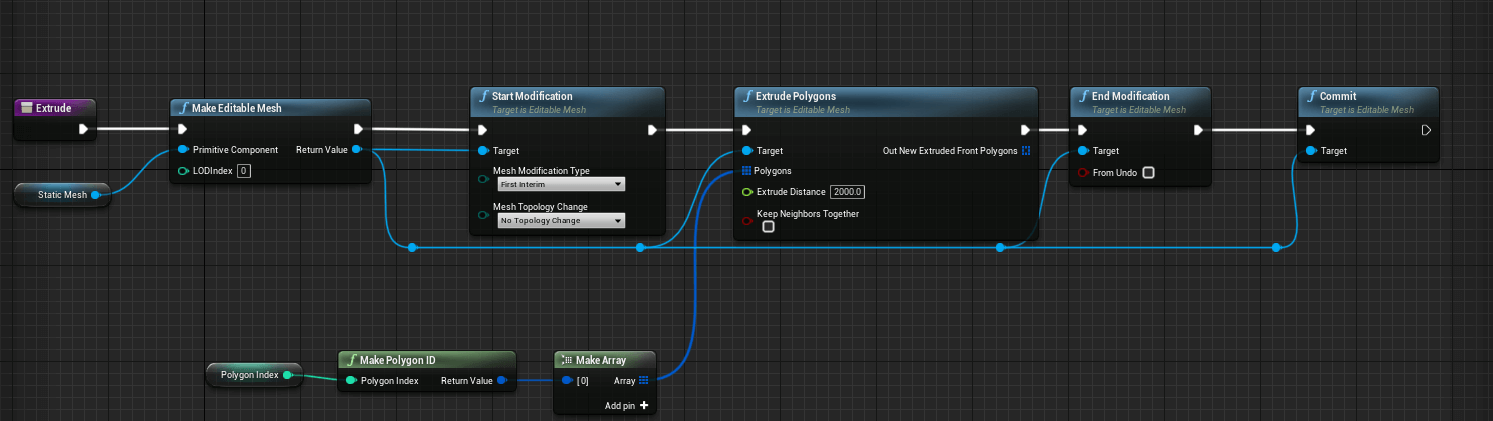 Extrude
Static Mesh
Make Editable Mesh
Primitive Component Return Value
LODIndex 0
Start Modification
Target is Editable Mesh
Target
Mesh Modification Type
First Interim
Mesh Topology Change
No Topology Change
Extrude Polygons
Target is Editable Mesh
Target Out New Extruded Front Polygons
Polygons
Extrude Distance 2000.0
Keep Neighbors Together
End Modification
Target is Editable Mesh
Target
From Undo
Commit
Target is Editable Mesh
Target
Polygon Index
Make Polygon ID
Polygon Index Return Value
Make Array
[0] Array
Add pin +